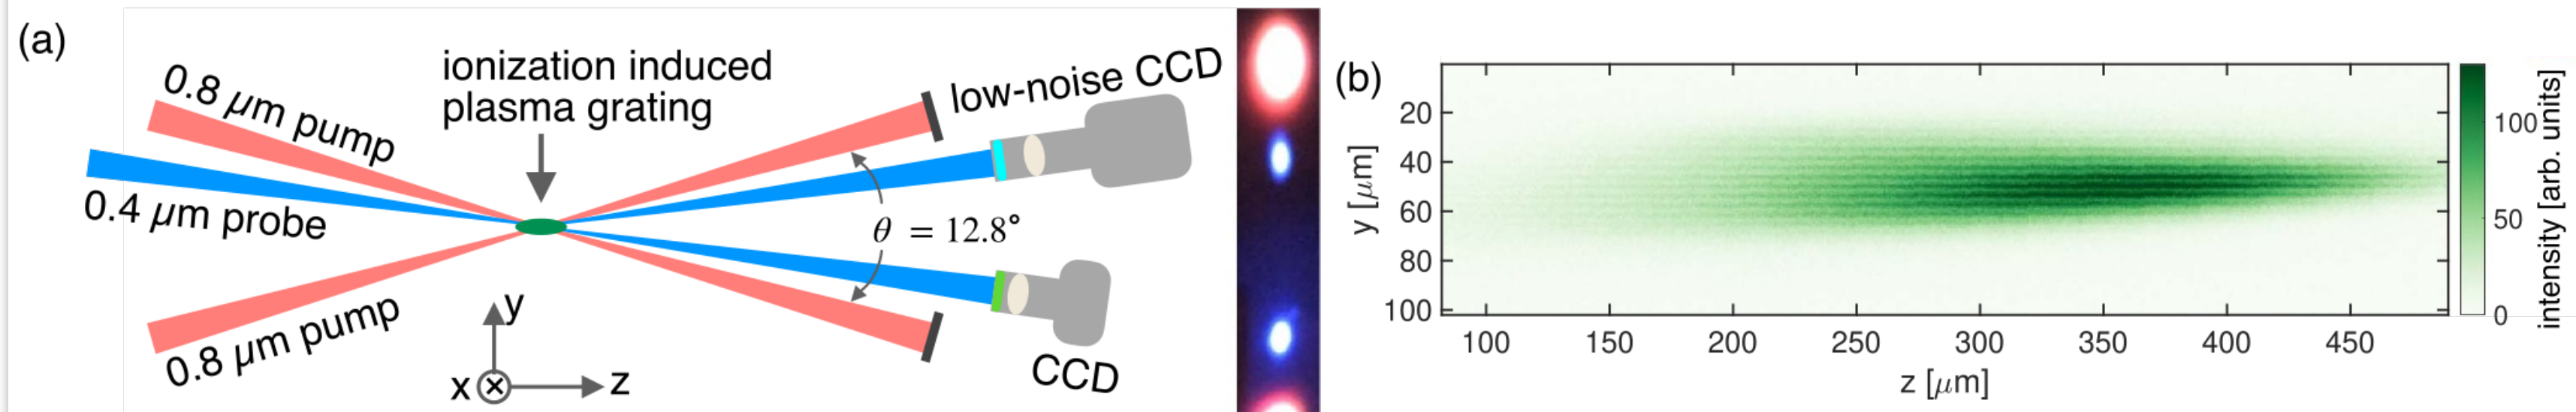 (a)
0.8 μm pump
0.4 μm probe
0.8 μm pump
ionization induced
plasma grating
low-noise CCD
θ = 12.8°
CCD
y
x
z
(b)
20
40
60
80
100
y [μm]
100
150
200
250
300
350
400
450
z [μm]
100
50
0
intensity [arb. units]